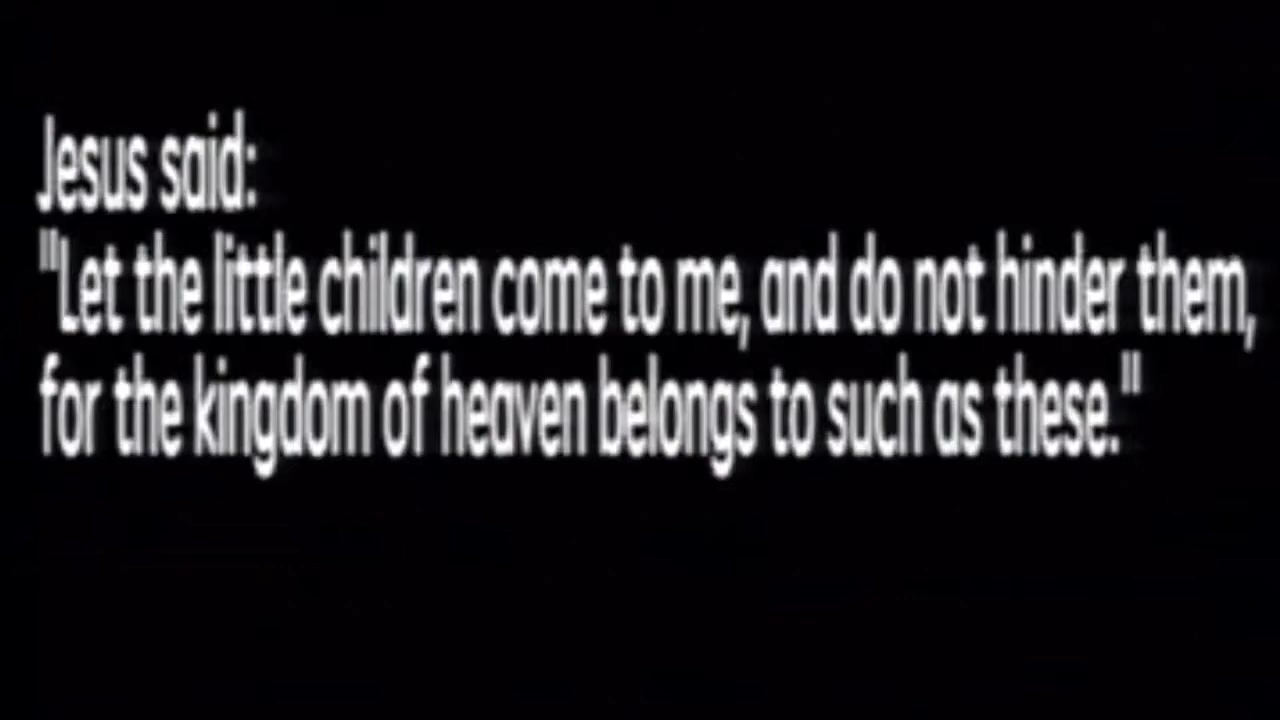 Jesus said:
"Let the little children come to me, and do not hinder them,
for the kingdom of heaven belongs to such as these."